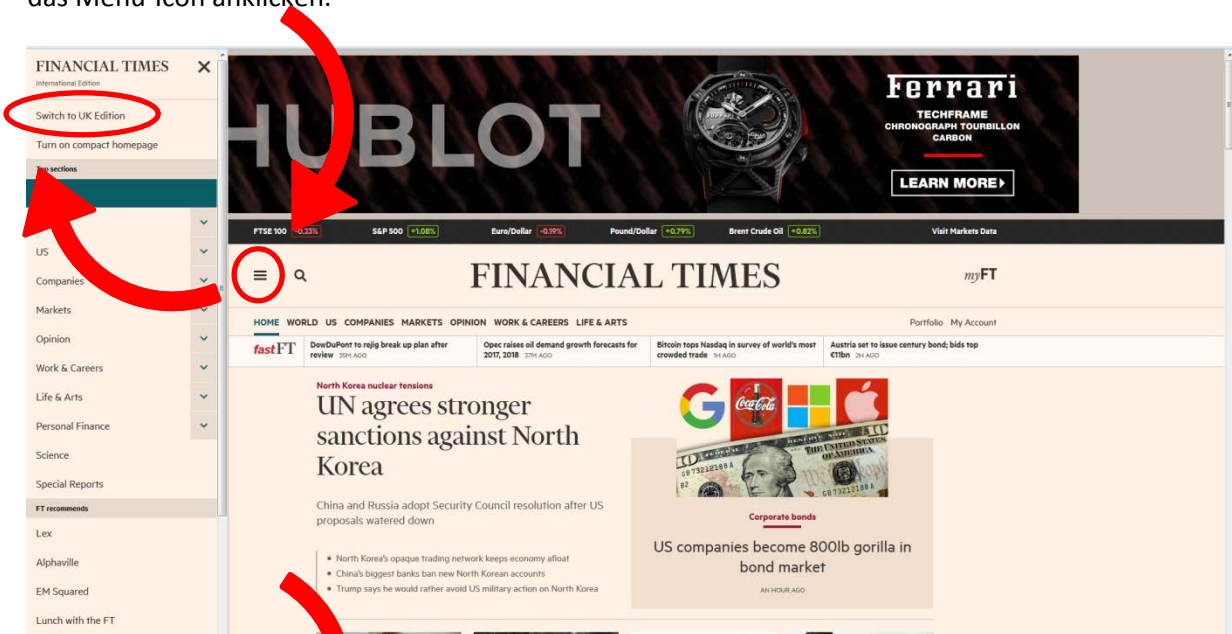 das Menü-Icon anklicken.
FINANCIAL TIMES
International Edition
Switch to UK Edition
Turn on compact homepage
Top sections
US
Companies
Markets
Opinion
Work & Careers
Life & Arts
Personal Finance
Science
Special Reports
FT recommends
Lex
Alphaville
EM Squared
Lunch with the FT
HUBLOT
Ferrari
TECHFRAME
CHRONOGRAPH TOURBILLON
CARBON
LEARN MORE
FTSE 100 -0.23% S&P 500 +1.08% Euro/Dollar -0.19% Pound/Dollar +0.79% Brent Crude Oil +0.82% Visit Markets Data
FINANCIAL TIMES
myFT
HOME WORLD US COMPANIES MARKETS OPINION WORK & CAREERS LIFE & ARTS Portfolio My Account
fastFT
DowDuPont to rejig break up plan after
review 35M AGO
Opec raises oil demand growth forecasts for
2017, 2018 37M AGO
Bitcoin tops Nasdaq in survey of world's most
crowded trade 1H AGO
Austria set to issue century bond; bids top
€11bn 2H AGO
North Korea nuclear tensions
UN agrees stronger
sanctions against North
Korea
China and Russia adopt Security Council resolution after US
proposals watered down
North Korea's opaque trading network keeps economy afloat
China's biggest banks ban new North Korean accounts
Trump says he would rather avoid US military action on North Korea
Coca-Cola
THE UNITED STATES
OF AMERICA
Corporate bonds
US companies become 800lb gorilla in
bond market
AN HOUR AGO